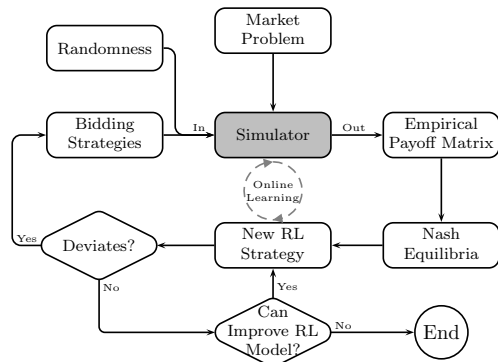 Market
Problem
Randomness
Bidding
Strategies
In
Simulator
Out
Empirical
Payoff Matrix
Online
Learning
Yes
Deviates?
New RL
Strategy
Nash
Equilibria
No
Yes
Can
Improve RL
Model?
No
End